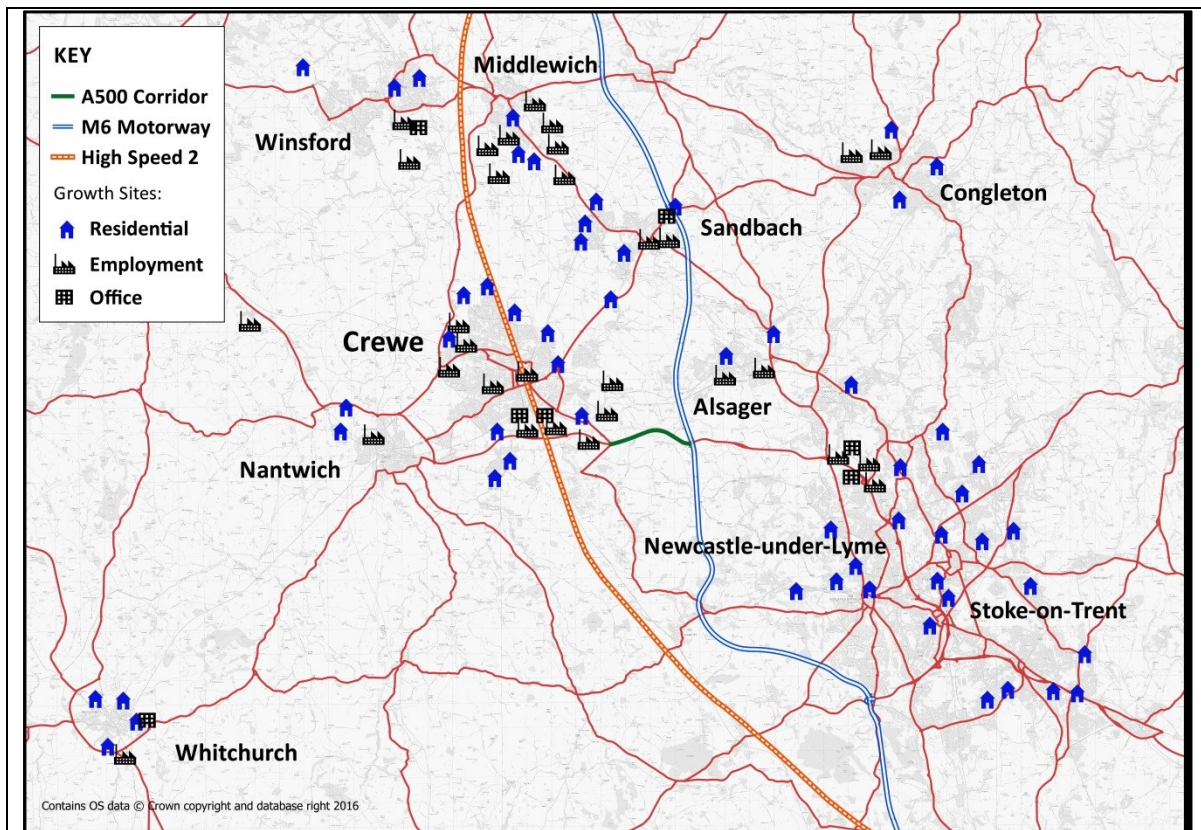 KEY
A500 Corridor
M6 Motorway
High Speed 2
Growth Sites:
Residential
Employment
Office
Middlewich
Winsford
Congleton
Sandbach
Crewe
Alsager
Nantwich
Newcastle-under-Lyme
Stoke-on-Trent
Whitchurch
Contains OS data © Crown copyright and database right 2016